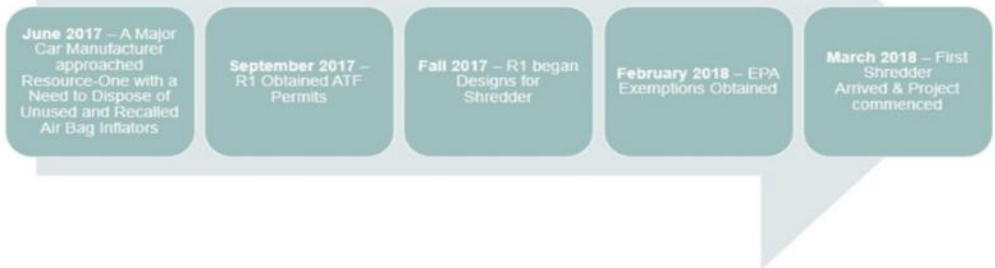 June 2017 – A Major
Car Manufacturer
approached
Resource-One with a
Need to Dispose of
Unused and Recalled
Air Bag Inflators
September 2017 –
R1 Obtained ATF
Permits
Fall 2017 – R1 began
Designs for
Shredder
February 2018 – EPA
Exemptions Obtained
March 2018 – First
Shredder
Arrived & Project
commenced